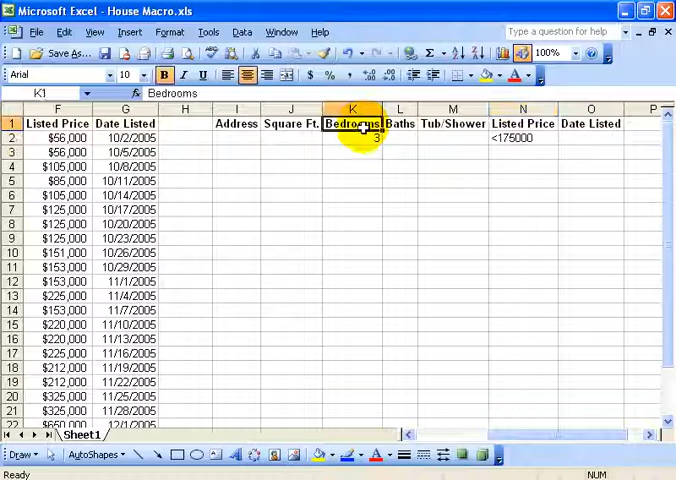 Microsoft Excel - House Macro.xls
File Edit View Insert Format Tools Data Window Help Type a question for help
Save As... Σ 100%
Arial 10 B I U $ % , A
K1 fx Bedrooms
F G H I J K L M N O P
1 Listed Price Date Listed Address Square Ft. Bedrooms Baths Tub/Shower Listed Price Date Listed
2 $56,000 10/2/2005 3 <175000
3 $56,000 10/5/2005
4 $105,000 10/8/2005
5 $85,000 10/11/2005
6 $105,000 10/14/2005
7 $125,000 10/17/2005
8 $125,000 10/20/2005
9 $125,000 10/23/2005
10 $151,000 10/26/2005
11 $153,000 10/29/2005
12 $153,000 11/1/2005
13 $225,000 11/4/2005
14 $153,000 11/7/2005
15 $220,000 11/10/2005
16 $220,000 11/13/2005
17 $225,000 11/16/2005
18 $212,000 11/19/2005
19 $212,000 11/22/2005
20 $325,000 11/25/2005
21 $325,000 11/28/2005
22 $650,000 12/1/2005
Sheet1
Draw AutoShapes A A
Ready NUM